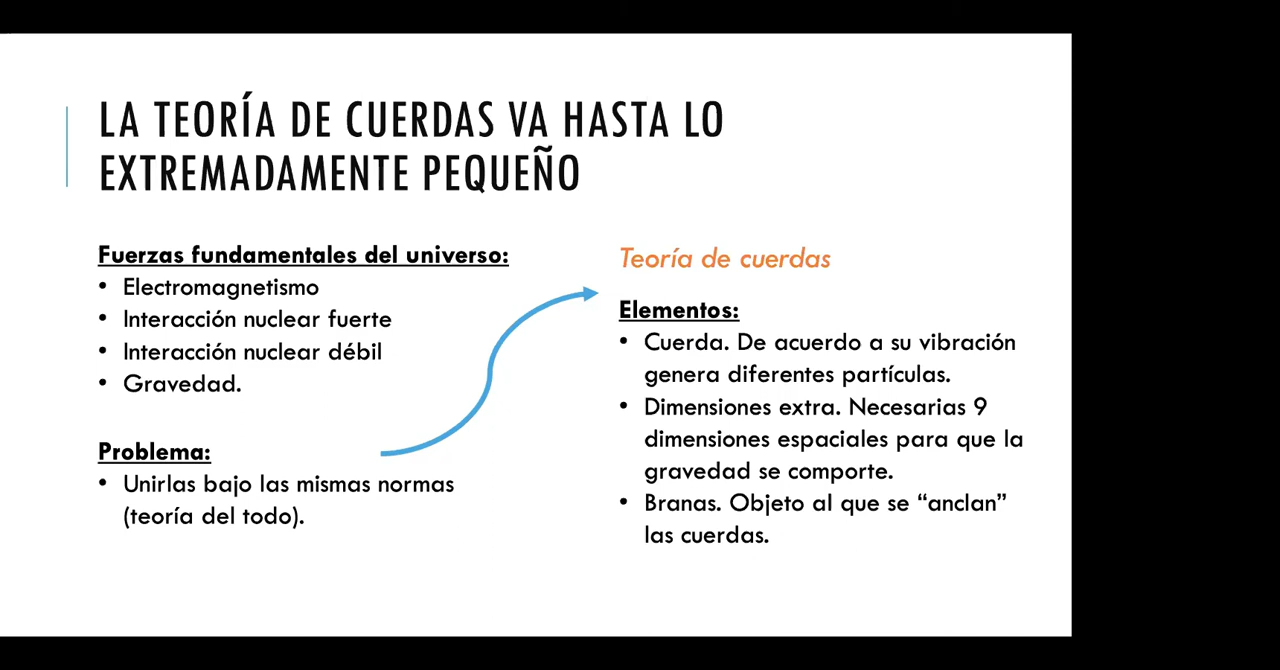 LA TEORÍA DE CUERDAS VA HASTA LO
EXTREMADAMENTE PEQUEÑO
Fuerzas fundamentales del universo:
• Electromagnetismo
• Interacción nuclear fuerte
• Interacción nuclear débil
• Gravedad.
Problema:
• Unirlas bajo las mismas normas
(teoría del todo).
Teoría de cuerdas
Elementos:
• Cuerda. De acuerdo a su vibración
genera diferentes partículas.
• Dimensiones extra. Necesarias 9
dimensiones espaciales para que la
gravedad se comporte.
• Branas. Objeto al que se “anclan”
las cuerdas.